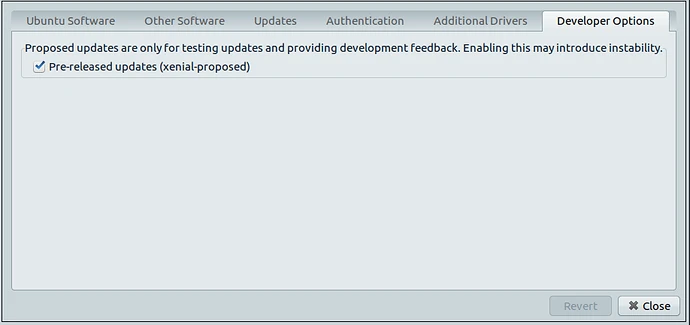 Ubuntu Software Other Software Updates Authentication Additional Drivers Developer Options
Proposed updates are only for testing updates and providing development feedback. Enabling this may introduce instability.
Pre-released updates (xenial-proposed)
Revert Close